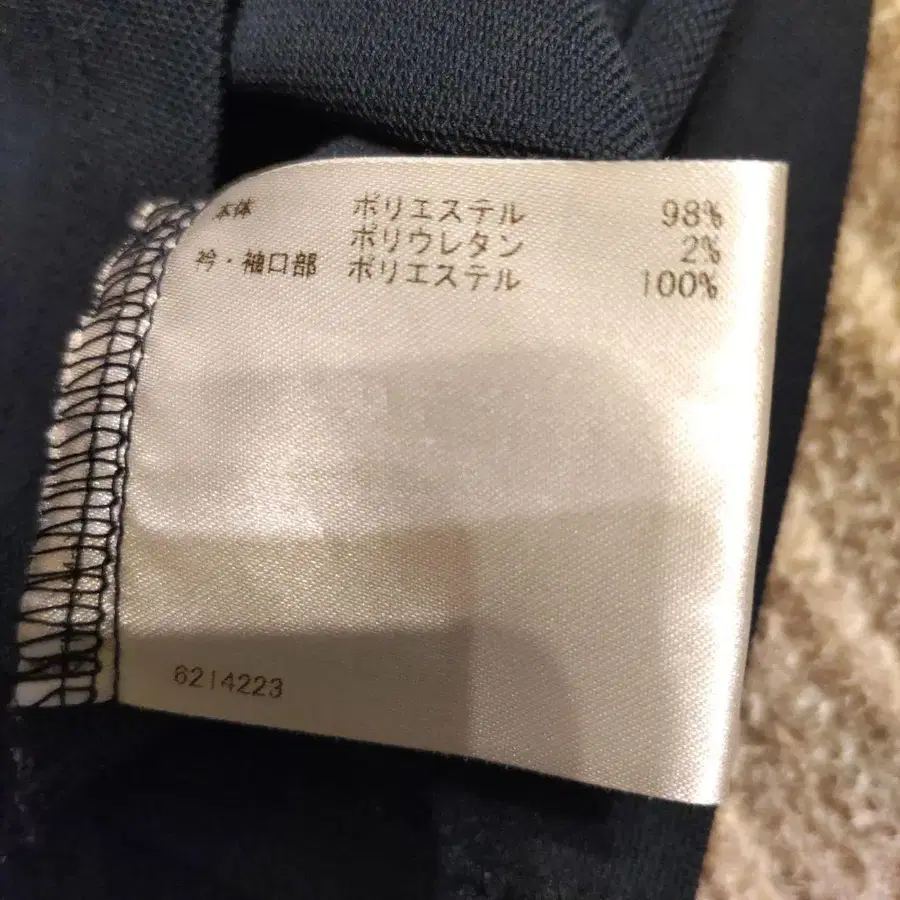 本体 ポリエステル 98%
ポリウレタン 2%
衿・袖口部 ポリエステル 100%
6214223